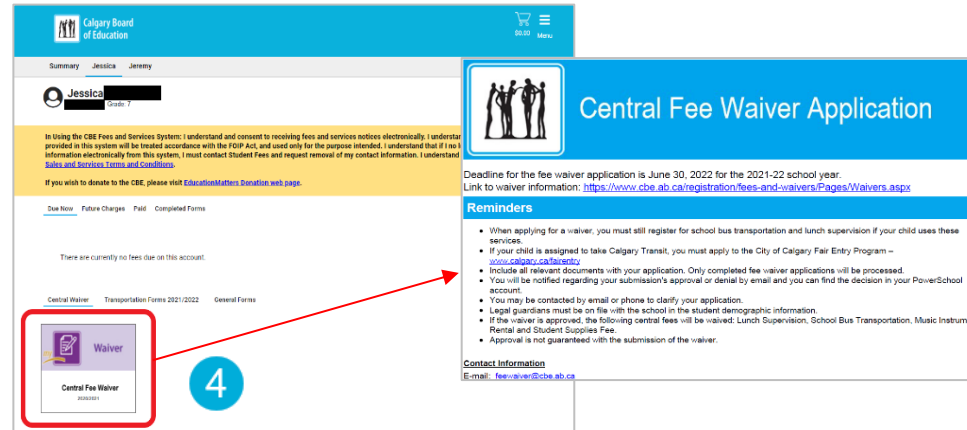 Calgary Board
of Education
$0.00 Menu
Summary Jessica Jeremy
Jessica
Grade: 7
In Using the CBE Fees and Services System: I understand and consent to receiving fees and services notices electronically. I understan
provided in this system will be treated accordance with the FOIP Act, and used only for the purpose intended. I understand that if I no l
information electronically from this system, I must contact Student Fees and request removal of my contact information. I understand
Sales and Services Terms and Conditions.
If you wish to donate to the CBE, please visit EducationMatters Donation web page.
Due Now Future Charges Paid Completed Forms
There are currently no fees due on this account.
Central Waiver Transportation Forms 2021/2022 General Forms
Waiver
Central Fee Waiver
2020/2021
4
Central Fee Waiver Application
Deadline for the fee waiver application is June 30, 2022 for the 2021-22 school year.
Link to waiver information: https://www.cbe.ab.ca/registration/fees-and-waivers/Pages/Waivers.aspx
Reminders
• When applying for a waiver, you must still register for school bus transportation and lunch supervision if your child uses these
services.
• If your child is assigned to take Calgary Transit, you must apply to the City of Calgary Fair Entry Program –
www.calgary.ca/fairentry
• Include all relevant documents with your application. Only completed fee waiver applications will be processed.
• You will be notified regarding your submission's approval or denial by email and you can find the decision in your PowerSchool
account.
• You may be contacted by email or phone to clarify your application.
• Legal guardians must be on file with the school in the student demographic information.
• If the waiver is approved, the following central fees will be waived: Lunch Supervision, School Bus Transportation, Music Instrum
Rental and Student Supplies Fee.
• Approval is not guaranteed with the submission of the waiver.
Contact Information
E-mail: feewaiver@cbe.ab.ca